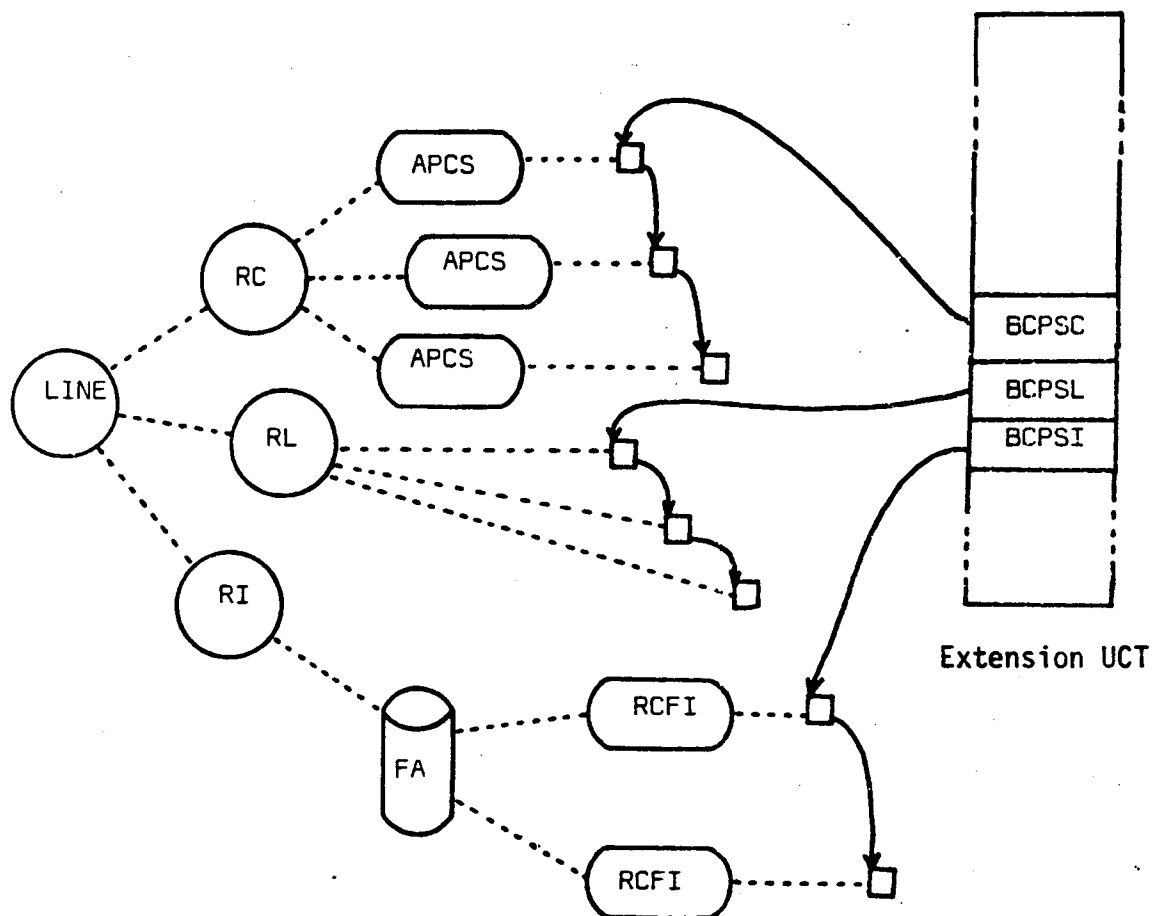 APCS
APCS
RC
BCPSC
APCS
LINE
BCPSL
RL
BCPSI
RI
Extension UCT
RCFI
FA
RCFI